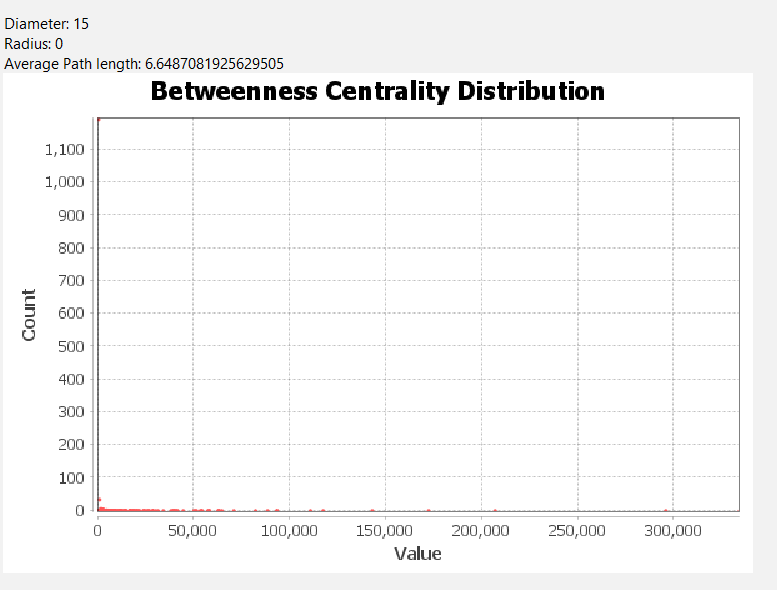 Diameter: 15
Radius: 0
Average Path length: 6.6487081925629505
Betweenness Centrality Distribution
1,100
1,000
900
800
700
600
500
400
300
200
100
0
Count
0 50,000 100,000 150,000 200,000 250,000 300,000
Value